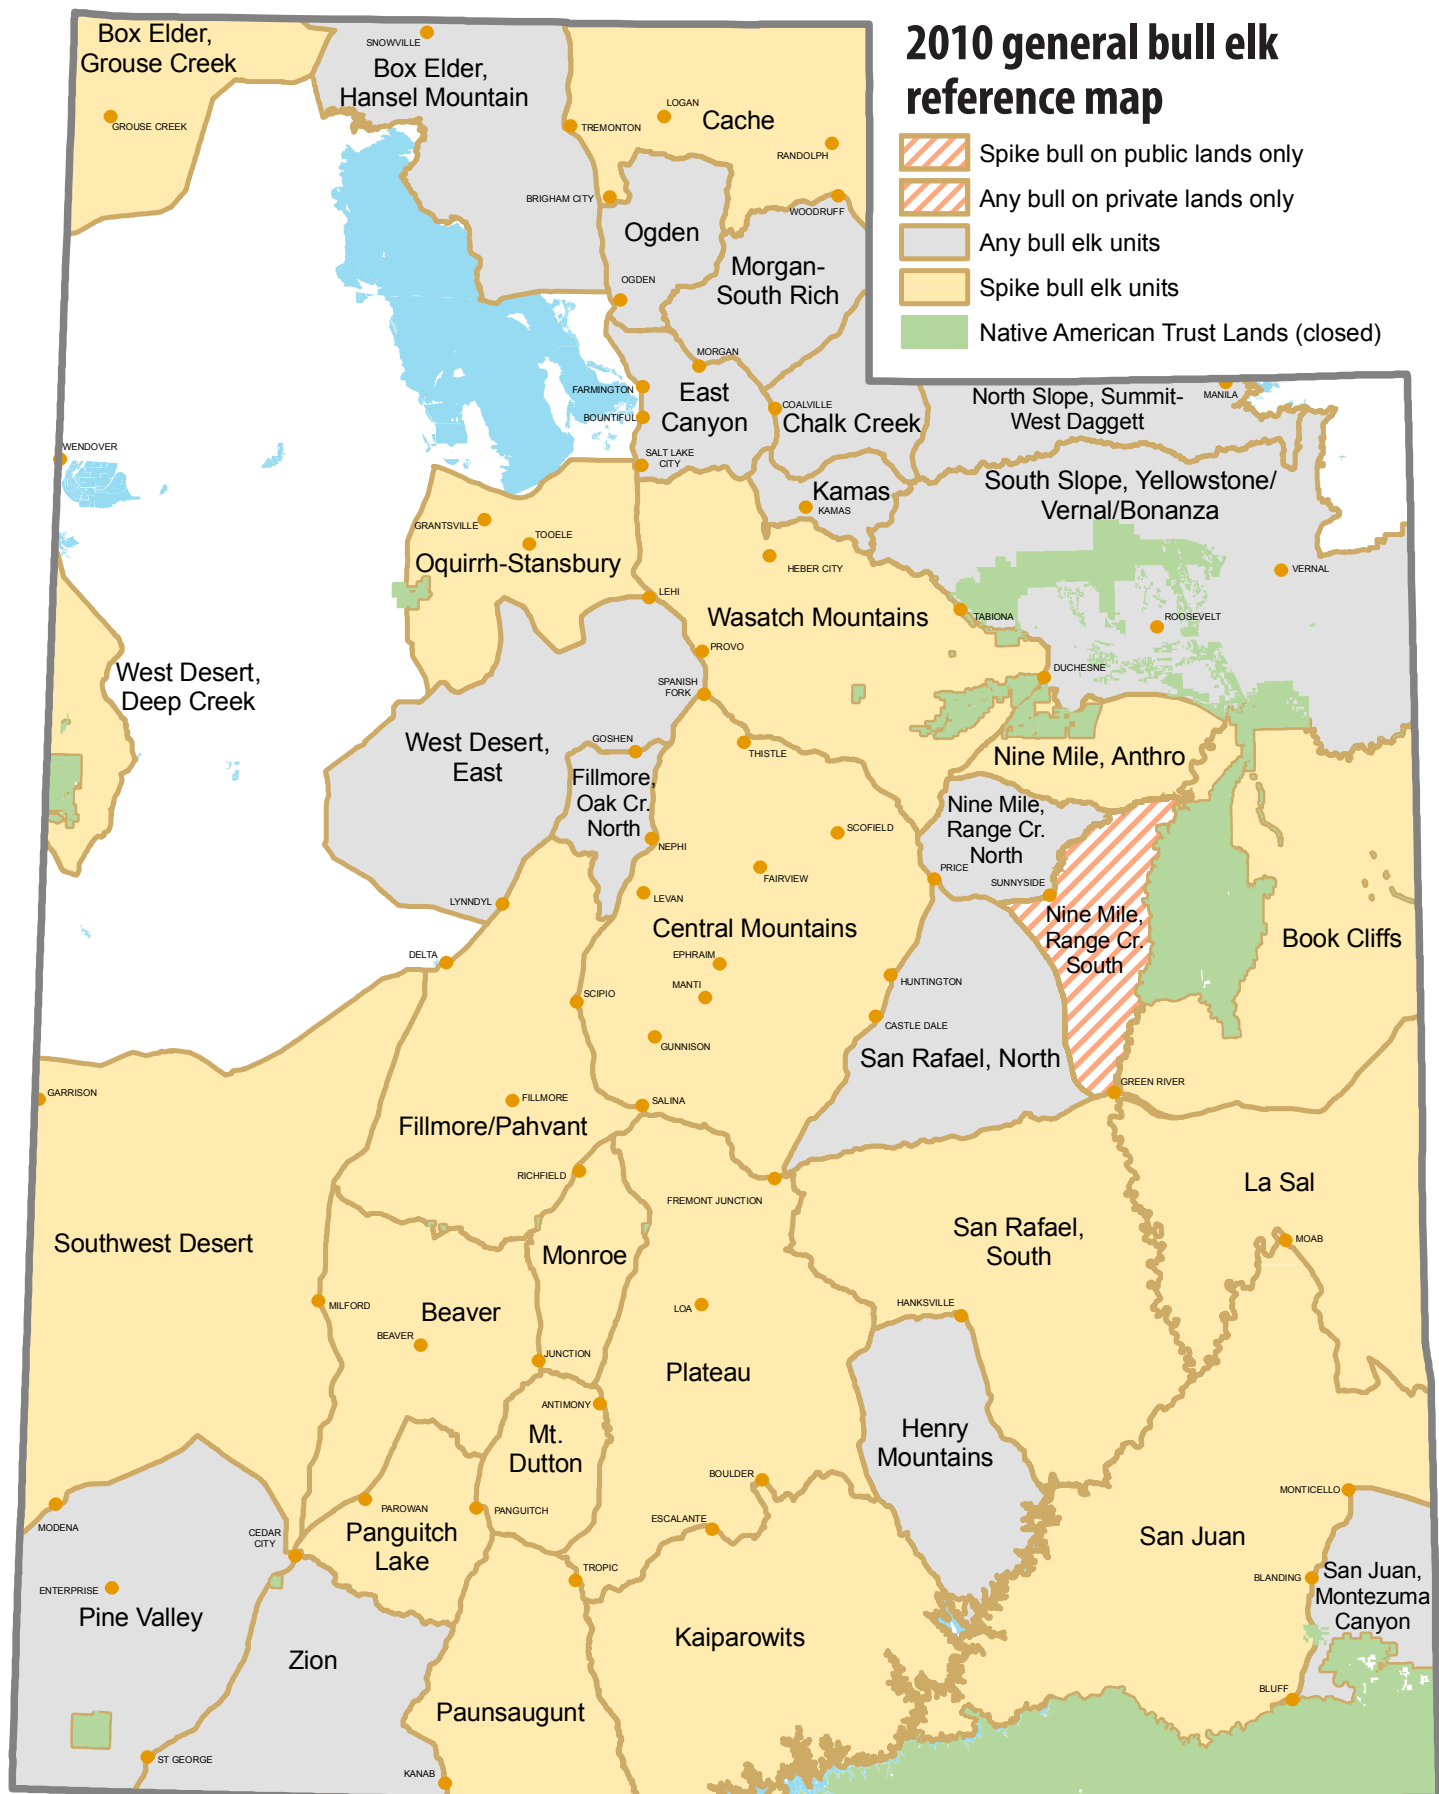 2010 general bull elk
reference map
Spike bull on public lands only
Any bull on private lands only
Any bull elk units
Spike bull elk units
Native American Trust Lands (closed)
Box Elder,
Grouse Creek
GROUSE CREEK
SNOWVILLE
Box Elder,
Hansel Mountain
LOGAN
Cache
TREMONTON
RANDOLPH
BRIGHAM CITY
WOODRUFF
Ogden
OGDEN
Morgan-
South Rich
MORGAN
FARMINGTON
BOUNTIFUL
East
Canyon
COALVILLE
Chalk Creek
North Slope, Summit-
West Daggett
MANILA
WENDOVER
SALT LAKE
CITY
Kamas
KAMAS
South Slope, Yellowstone/
Vernal/Bonanza
GRANTSVILLE
TOOELE
Oquirrh-Stansbury
HEBER CITY
VERNAL
LEHI
Wasatch Mountains
TABIONA
ROOSEVELT
PROVO
West Desert,
Deep Creek
SPANISH
FORK
DUCHESNE
West Desert,
East
GOSHEN
THISTLE
Nine Mile, Anthro
Fillmore,
Oak Cr.
North
NEPHI
SCOFIELD
Nine Mile,
Range Cr.
North
FAIRVIEW
PRICE
SUNNYSIDE
LYNNDYL
LEVAN
Central Mountains
Nine Mile,
Range Cr.
South
Book Cliffs
DELTA
EPHRAIM
MANTI
HUNTINGTON
SCIPIO
CASTLE DALE
GUNNISON
San Rafael, North
GARRISON
FILLMORE
Fillmore/Pahvant
SALINA
GREEN RIVER
RICHFIELD
FREMONT JUNCTION
La Sal
Southwest Desert
Monroe
San Rafael,
South
MOAB
MILFORD
Beaver
BEAVER
LOA
HANKSVILLE
JUNCTION
Plateau
ANTIMONY
Mt.
Dutton
Henry
Mountains
BOULDER
MONTICELLO
MODENA
PAROWAN
PANGUITCH
ESCALANTE
CEDAR
CITY
Panguitch
Lake
San Juan
TROPIC
BLANDING
San Juan,
Montezuma
Canyon
ENTERPRISE
Pine Valley
Zion
Kaiparowits
Paunsaugunt
BLUFF
ST GEORGE
KANAB